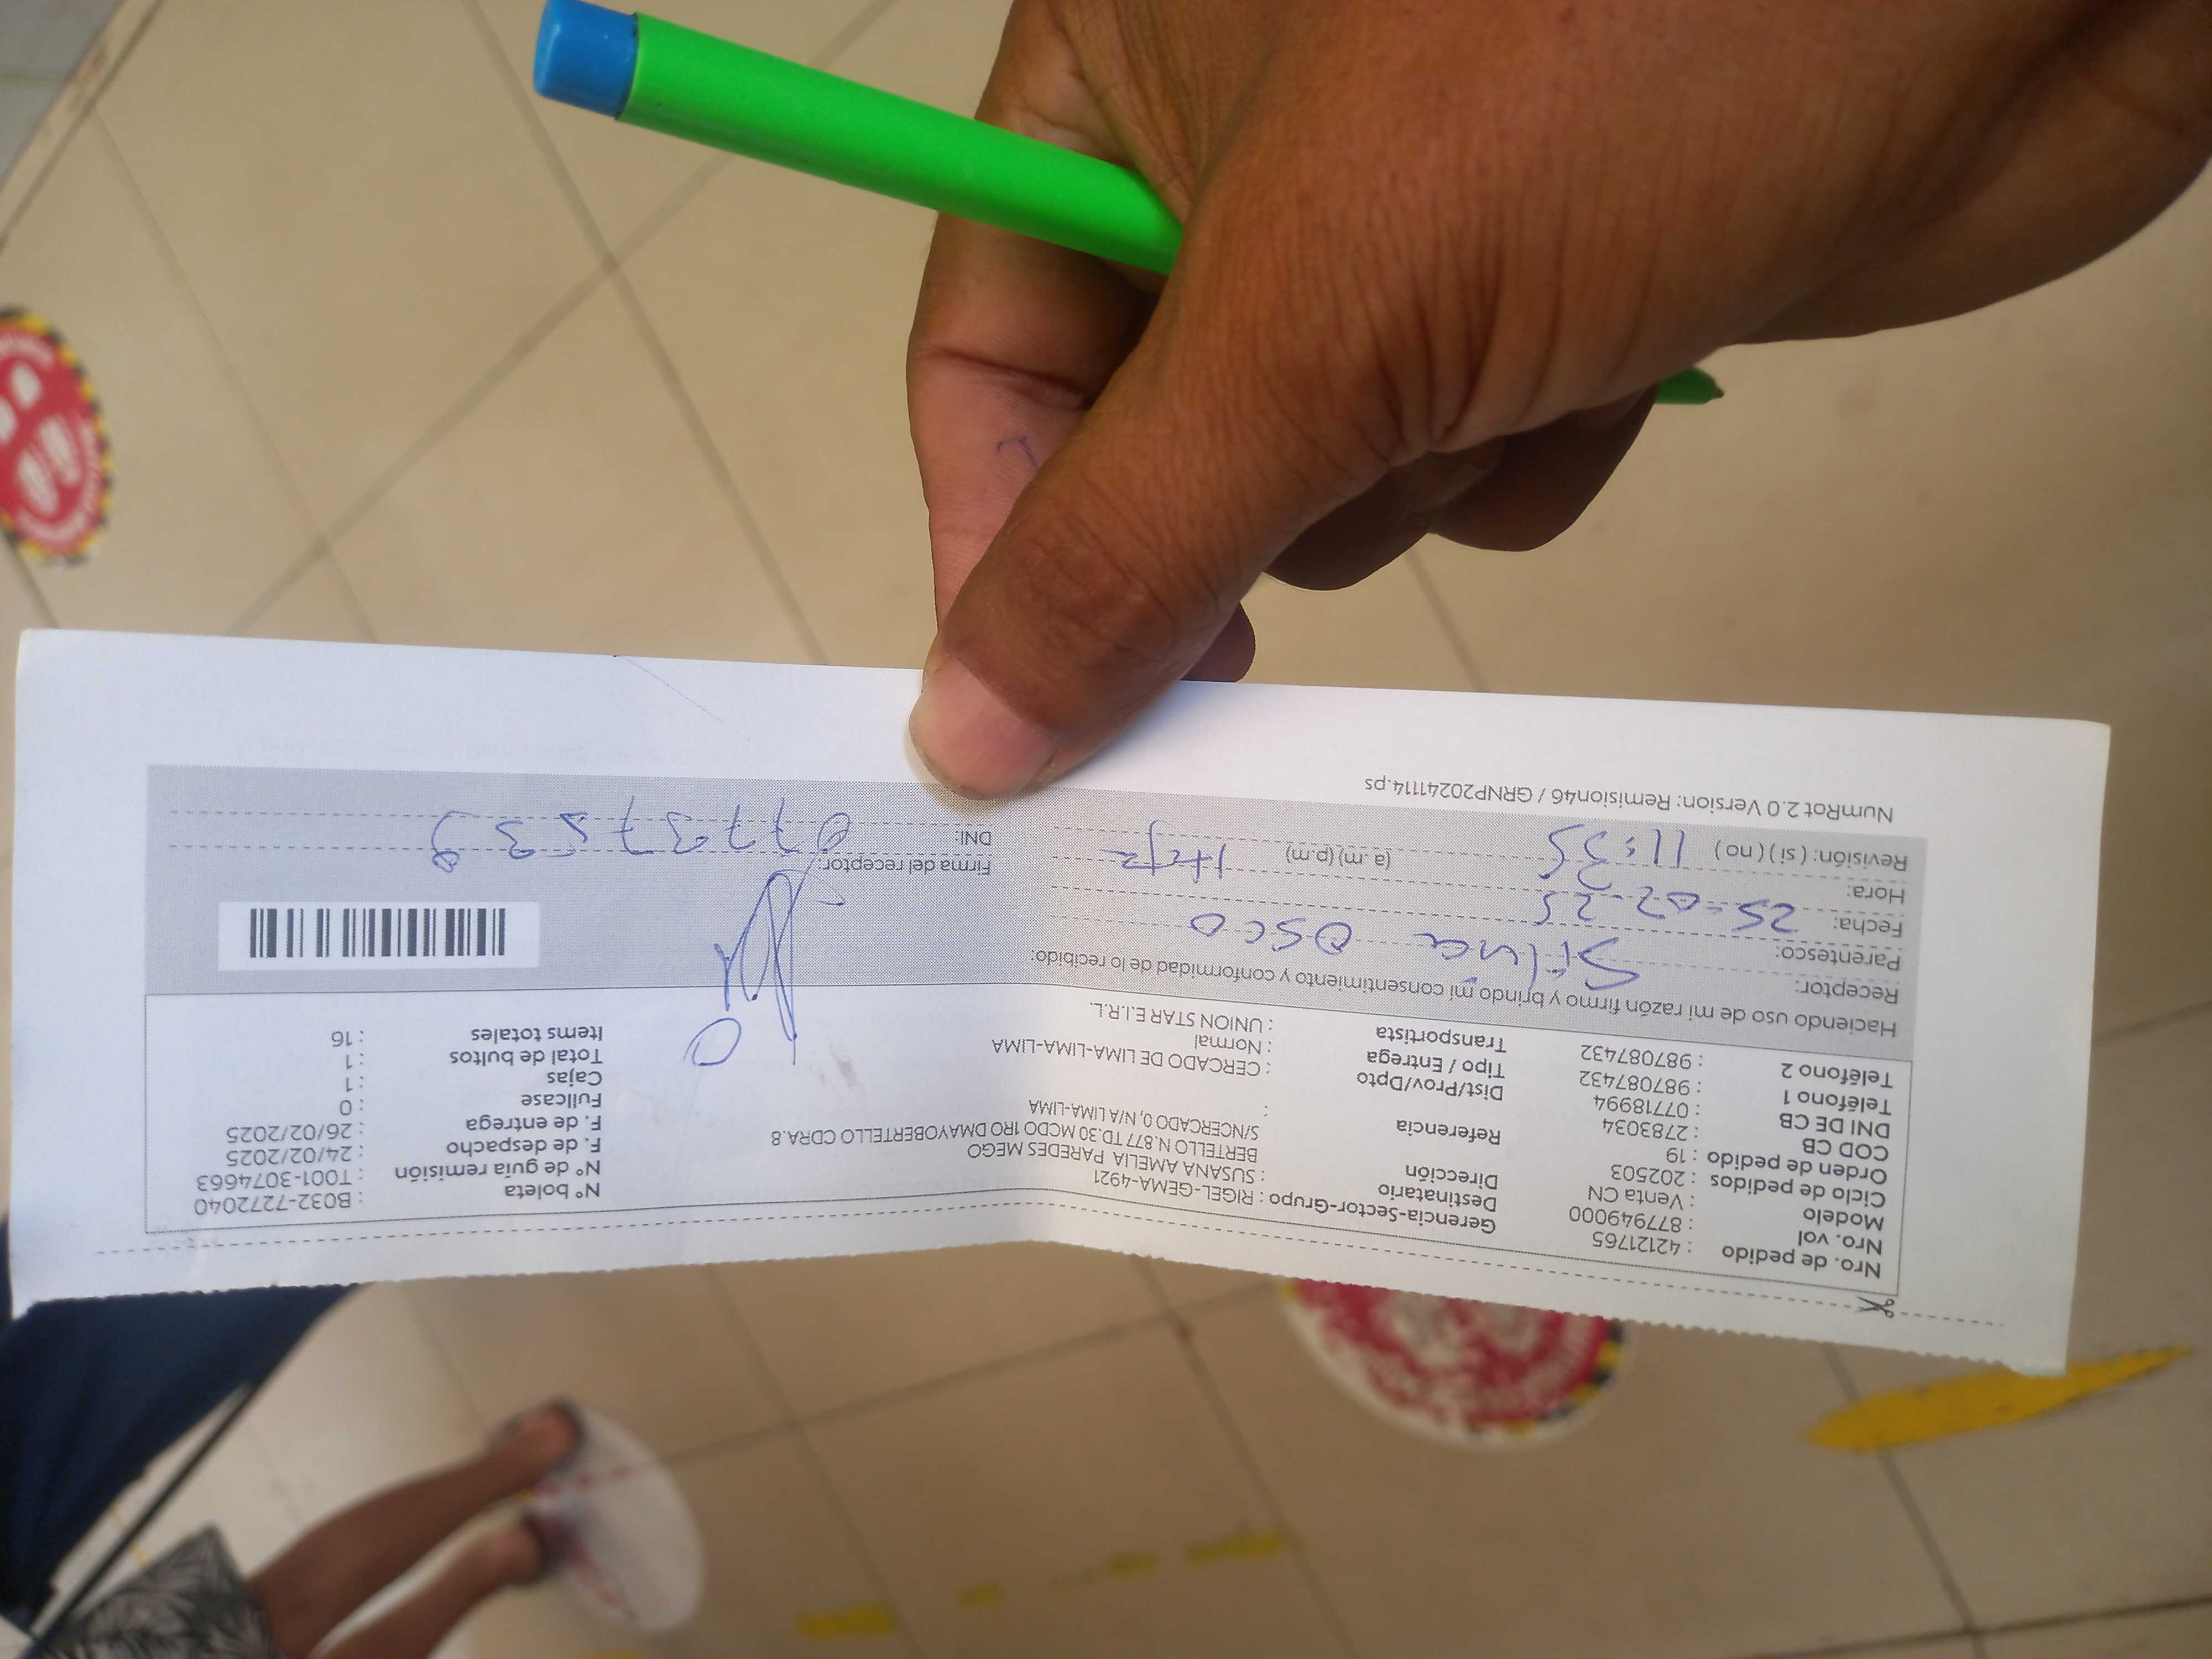 Nro. de pedido : 42121765
Nro. vol : 877949000
Modelo : Venta CN
Ciclo de pedidos : 202503
Orden de pedido : 19
COD CB : 2783034
DNI DE CB : 07718994
Teléfono 1 : 987087432
Teléfono 2 : 987087432
Gerencia-Sector-Grupo : RIGEL-GEMA-4921
Destinatario : SUSANA AMELIA PAREDES MEGO
Dirección BERTELLO N.877 TD.30 MCDO 1RO DMAYOBERTELLO CDRA.8
S/NCERCADO 0, N/A LIMA-LIMA
Referencia :
Dist/Prov/Dpto : CERCADO DE LIMA-LIMA-LIMA
Tipo / Entrega : Normal
Transportista : UNION STAR E.I.R.L.
N° boleta : B032-7272040
N° de guía remisión : T001-3074663
F. de despacho : 24/02/2025
F. de entrega : 26/02/2025
Fullcase : 0
Cajas : 1
Total de bultos : 1
Items totales : 16
Haciendo uso de mi razón firmo y brindo mi consentimiento y conformidad de lo recibido:
Receptor: Silvia Osco
Parentesco:
Fecha: 25-02-25
Hora: 11:35 (a.m) (p.m)
Revisión: (si) (no)
Firma del receptor:
DNI:
NumRot 2.0 Version: Remision46 / GRNP20241114.ps